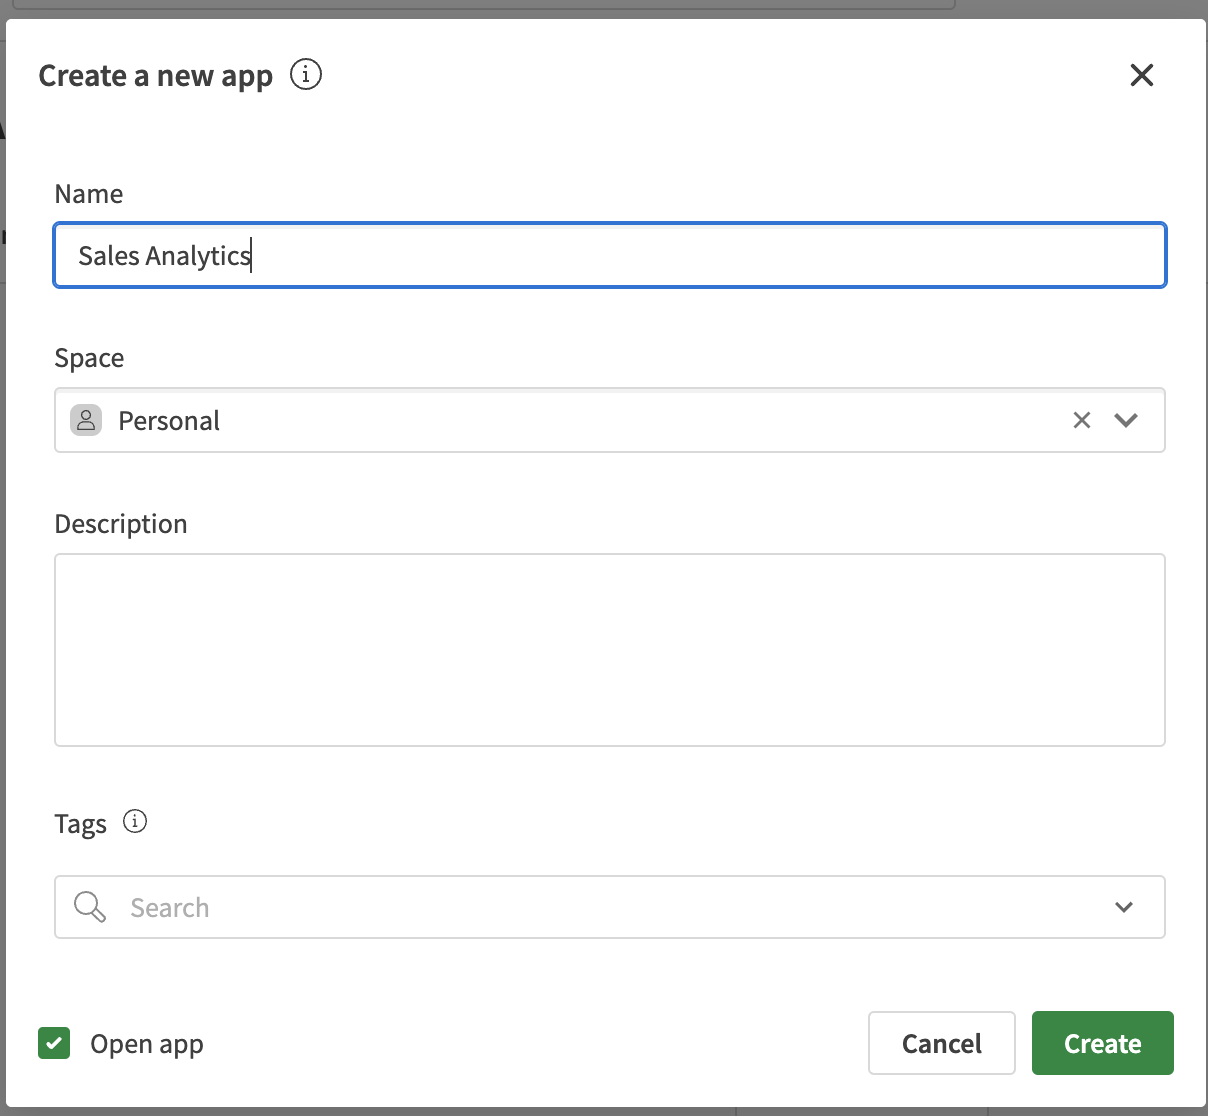 Create a new app
Name
Sales Analytics
Space
Personal
Description
Tags
Search
Open app
Cancel
Create